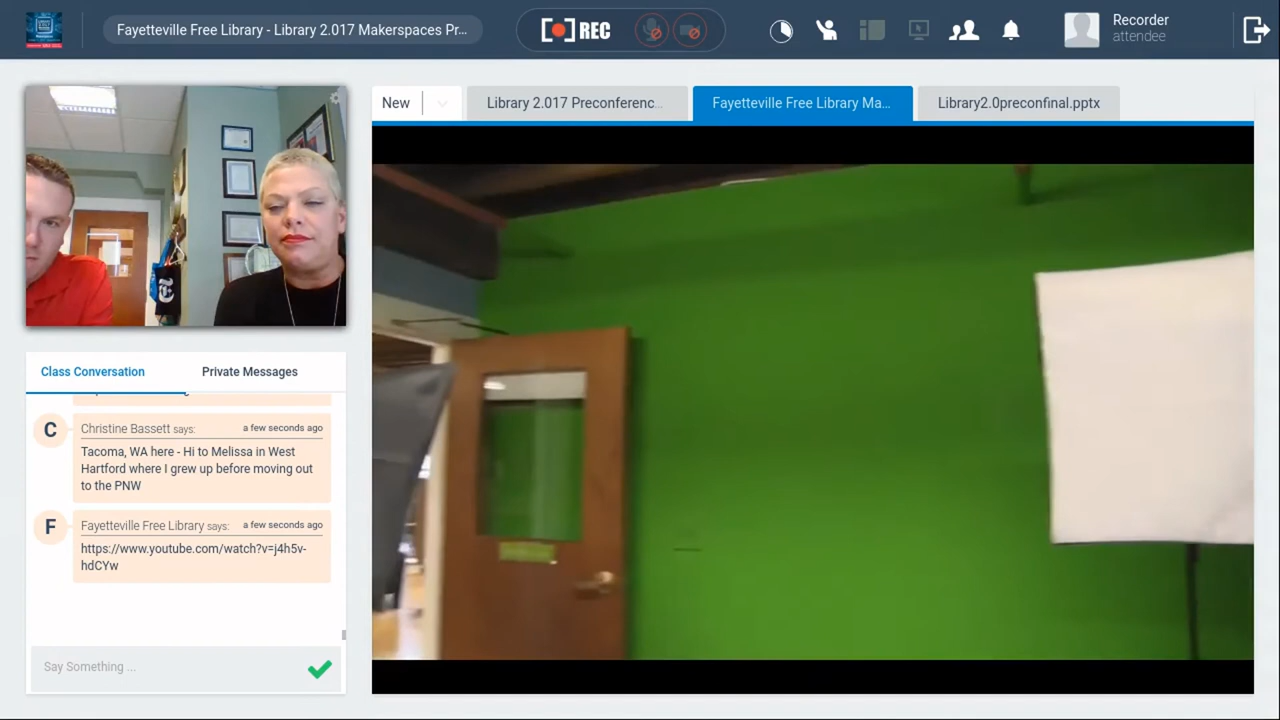 Fayetteville Free Library - Library 2.017 Makerspaces Pr...
REC
Recorder
attendee
New
Library 2.017 Preconferenc...
Fayetteville Free Library Ma...
Library2.0preconfinal.pptx
Class Conversation
Private Messages
C
Christine Bassett says:
a few seconds ago
Tacoma, WA here - Hi to Melissa in West
Hartford where I grew up before moving out
to the PNW
F
Fayetteville Free Library says:
a few seconds ago
https://www.youtube.com/watch?v=j4h5v-
hdCYw
Say Something ...